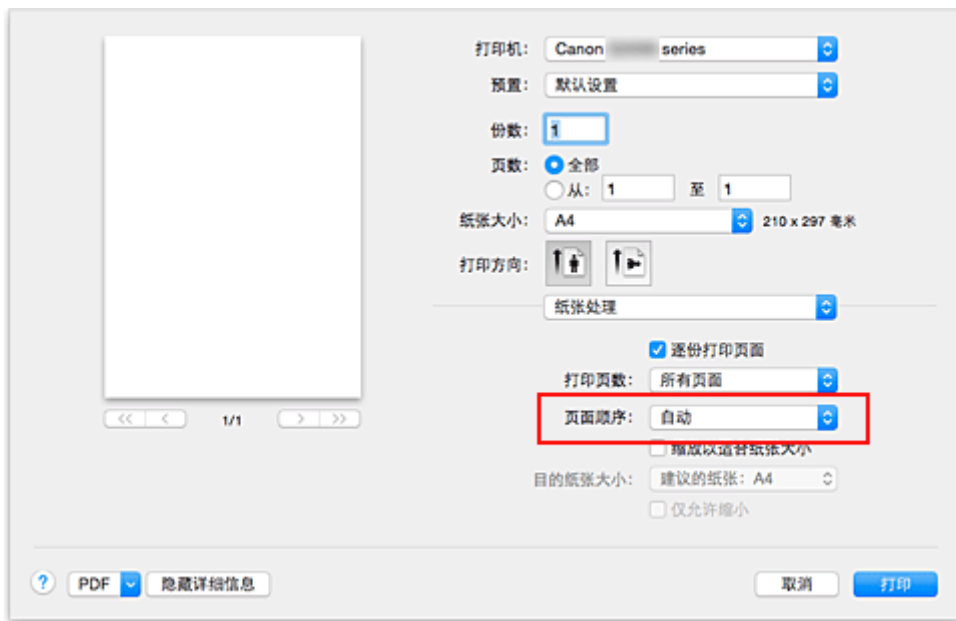 打印机： Canon series
预置： 默认设置
份数： 1
页数： 全部
从： 1 至 1
纸张大小： A4 210 x 297 毫米
打印方向：
纸张处理
逐份打印页面
打印页数： 所有页面
页面顺序： 自动
缩放以适合纸张大小
目的纸张大小： 建议的纸张：A4
仅允许缩小
<< < 1/1 > >>
? PDF 隐藏详细信息 取消 打印